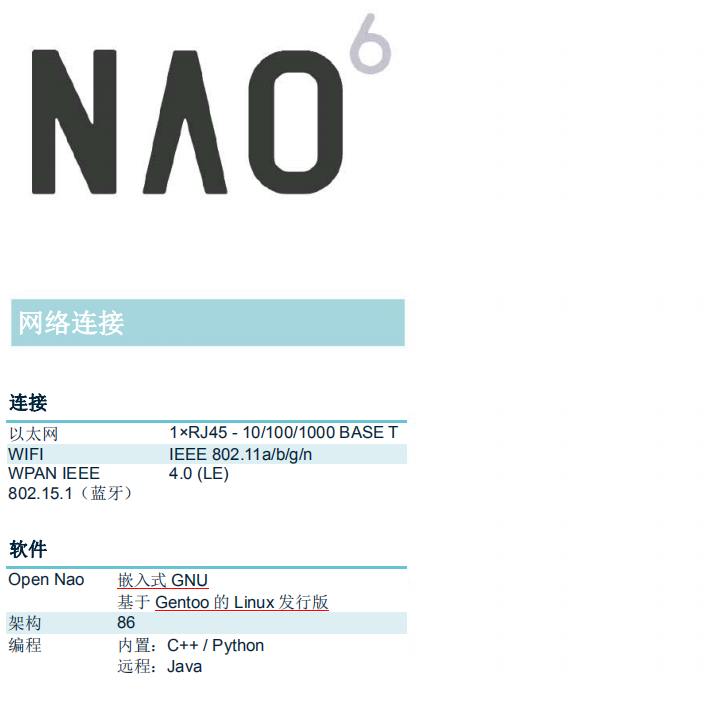 NAO6
网络连接
连接
以太网 1×RJ45 - 10/100/1000 BASE T
WIFI IEEE 802.11a/b/g/n
WPAN IEEE 4.0 (LE)
802.15.1（蓝牙）
软件
Open Nao 嵌入式 GNU
基于 Gentoo 的 Linux 发行版
架构 86
编程 内置：C++ / Python
远程：Java